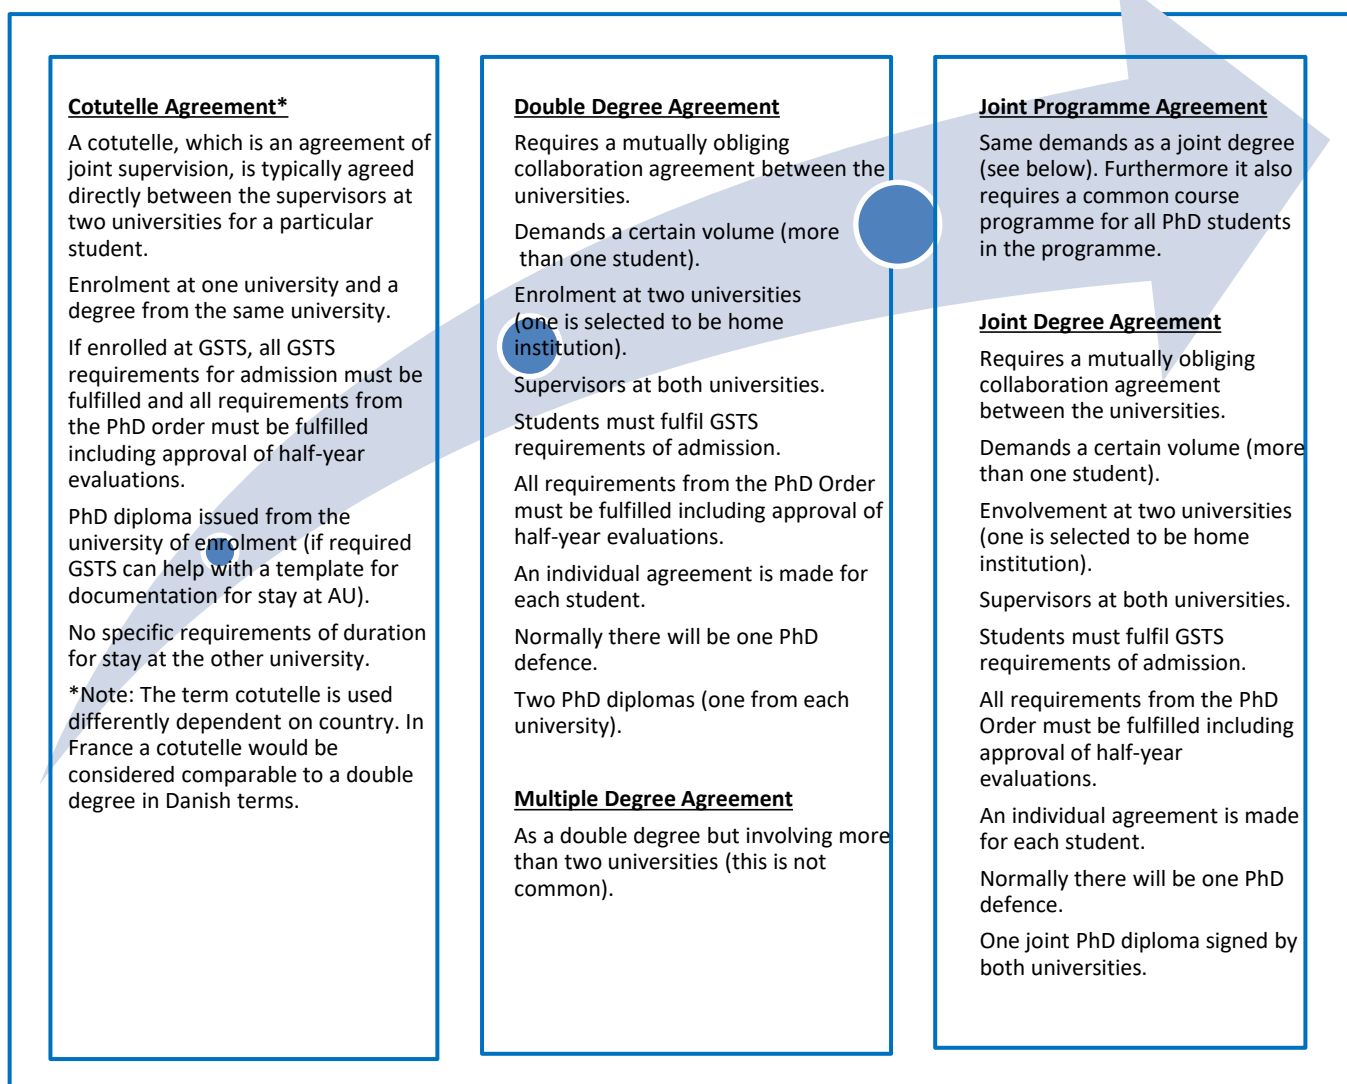 Cotutelle Agreement*
A cotutelle, which is an agreement of
joint supervision, is typically agreed
directly between the supervisors at
two universities for a particular
student.
Enrolment at one university and a
degree from the same university.
If enrolled at GSTS, all GSTS
requirements for admission must be
fulfilled and all requirements from
the PhD order must be fulfilled
including approval of half-year
evaluations.
PhD diploma issued from the
university of enrolment (if required
GSTS can help with a template for
documentation for stay at AU).
No specific requirements of duration
for stay at the other university.
*Note: The term cotutelle is used
differently dependent on country. In
France a cotutelle would be
considered comparable to a double
degree in Danish terms.
Double Degree Agreement
Requires a mutually obliging
collaboration agreement between the
universities.
Demands a certain volume (more
than one student).
Enrolment at two universities
(one is selected to be home
institution).
Supervisors at both universities.
Students must fulfil GSTS
requirements of admission.
All requirements from the PhD Order
must be fulfilled including approval of
half-year evaluations.
An individual agreement is made for
each student.
Normally there will be one PhD
defence.
Two PhD diplomas (one from each
university).
Multiple Degree Agreement
As a double degree but involving more
than two universities (this is not
common).
Joint Programme Agreement
Same demands as a joint degree
(see below). Furthermore it also
requires a common course
programme for all PhD students
in the programme.
Joint Degree Agreement
Requires a mutually obliging
collaboration agreement
between the universities.
Demands a certain volume (more
than one student).
Envolvement at two universities
(one is selected to be home
institution).
Supervisors at both universities.
Students must fulfil GSTS
requirements of admission.
All requirements from the PhD
Order must be fulfilled including
approval of half-year
evaluations.
An individual agreement is made
for each student.
Normally there will be one PhD
defence.
One joint PhD diploma signed by
both universities.